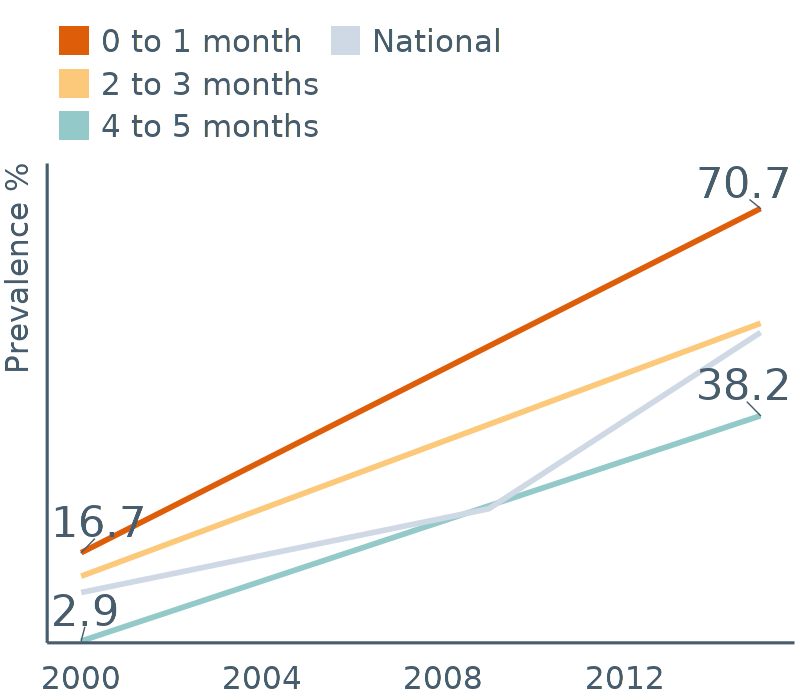 0 to 1 month National
2 to 3 months
4 to 5 months
Prevalence %
70.7
38.2
16.7
2.9
2000 2004 2008 2012